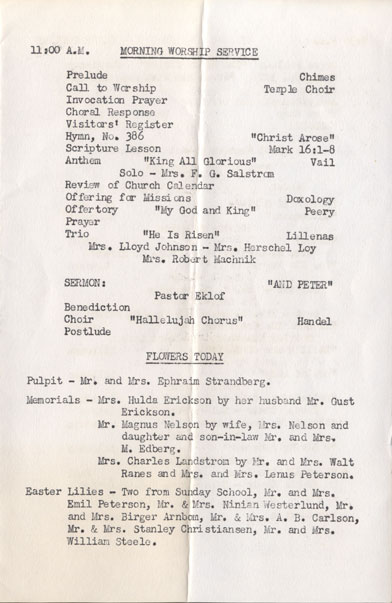 11:00 A.M. MORNING WORSHIP SERVICE
Prelude Chimes
Call to Worship Temple Choir
Invocation Prayer
Choral Response
Visitors' Register
Hymn, No. 386 "Christ Arose"
Scripture Lesson Mark 16:1-8
Anthem "King All Glorious" Vail
Solo - Mrs. F. G. Salstrom
Review of Church Calendar
Offering for Missions Doxology
Offertory "My God and King" Peery
Prayer
Trio "He Is Risen" Lillenas
Mrs. Lloyd Johnson - Mrs. Herschel Loy
Mrs. Robert Machnik
SERMON: "AND PETER"
Pastor Eklof
Benediction
Choir "Hallelujah Chorus" Handel
Postlude
FLOWERS TODAY
Pulpit - Mr. and Mrs. Ephraim Strandberg.
Memorials - Mrs. Hulda Erickson by her husband Mr. Gust
Erickson.
Mr. Magnus Nelson by wife, Mrs. Nelson and
daughter and son-in-law Mr. and Mrs.
M. Edberg.
Mrs. Charles Landstrom by Mr. and Mrs. Walt
Ranes and Mrs. and Mrs. Lenus Peterson.
Easter Lilies - Two from Sunday School, Mr. and Mrs.
Emil Peterson, Mr. & Mrs. Ninian Westerlund, Mr.
and Mrs. Birger Arnbom, Mr. & Mrs. A. B. Carlson,
Mr. & Mrs. Stanley Christiansen, Mr. and Mrs.
William Steele.